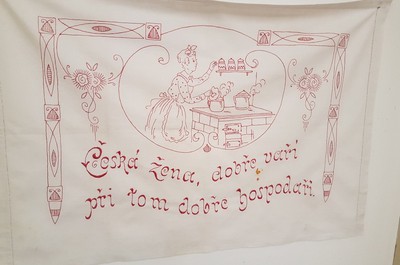 Česká žena, dobře vaří
při tom dobře hospodaří.